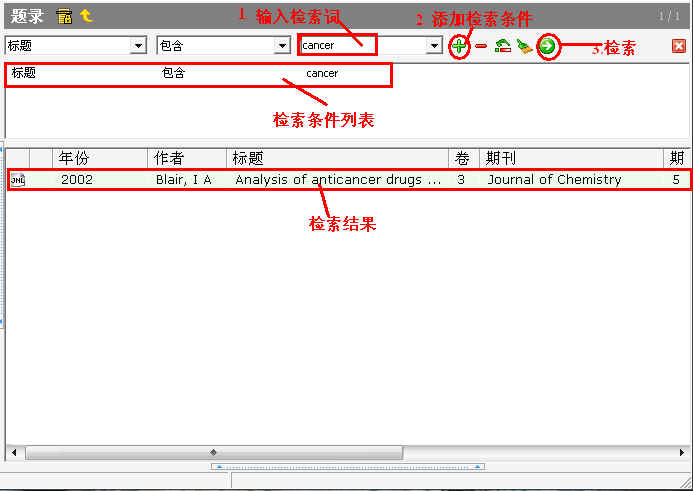 题录 1 输入检索词 2 添加检索条件 1 / 1
标题 包含 cancer 3.检索
标题 包含 cancer
检索条件列表
年份 作者 标题 卷 期刊 期
JNL 2002 Blair, I A Analysis of anticancer drugs ... 3 Journal of Chemistry 5
检索结果